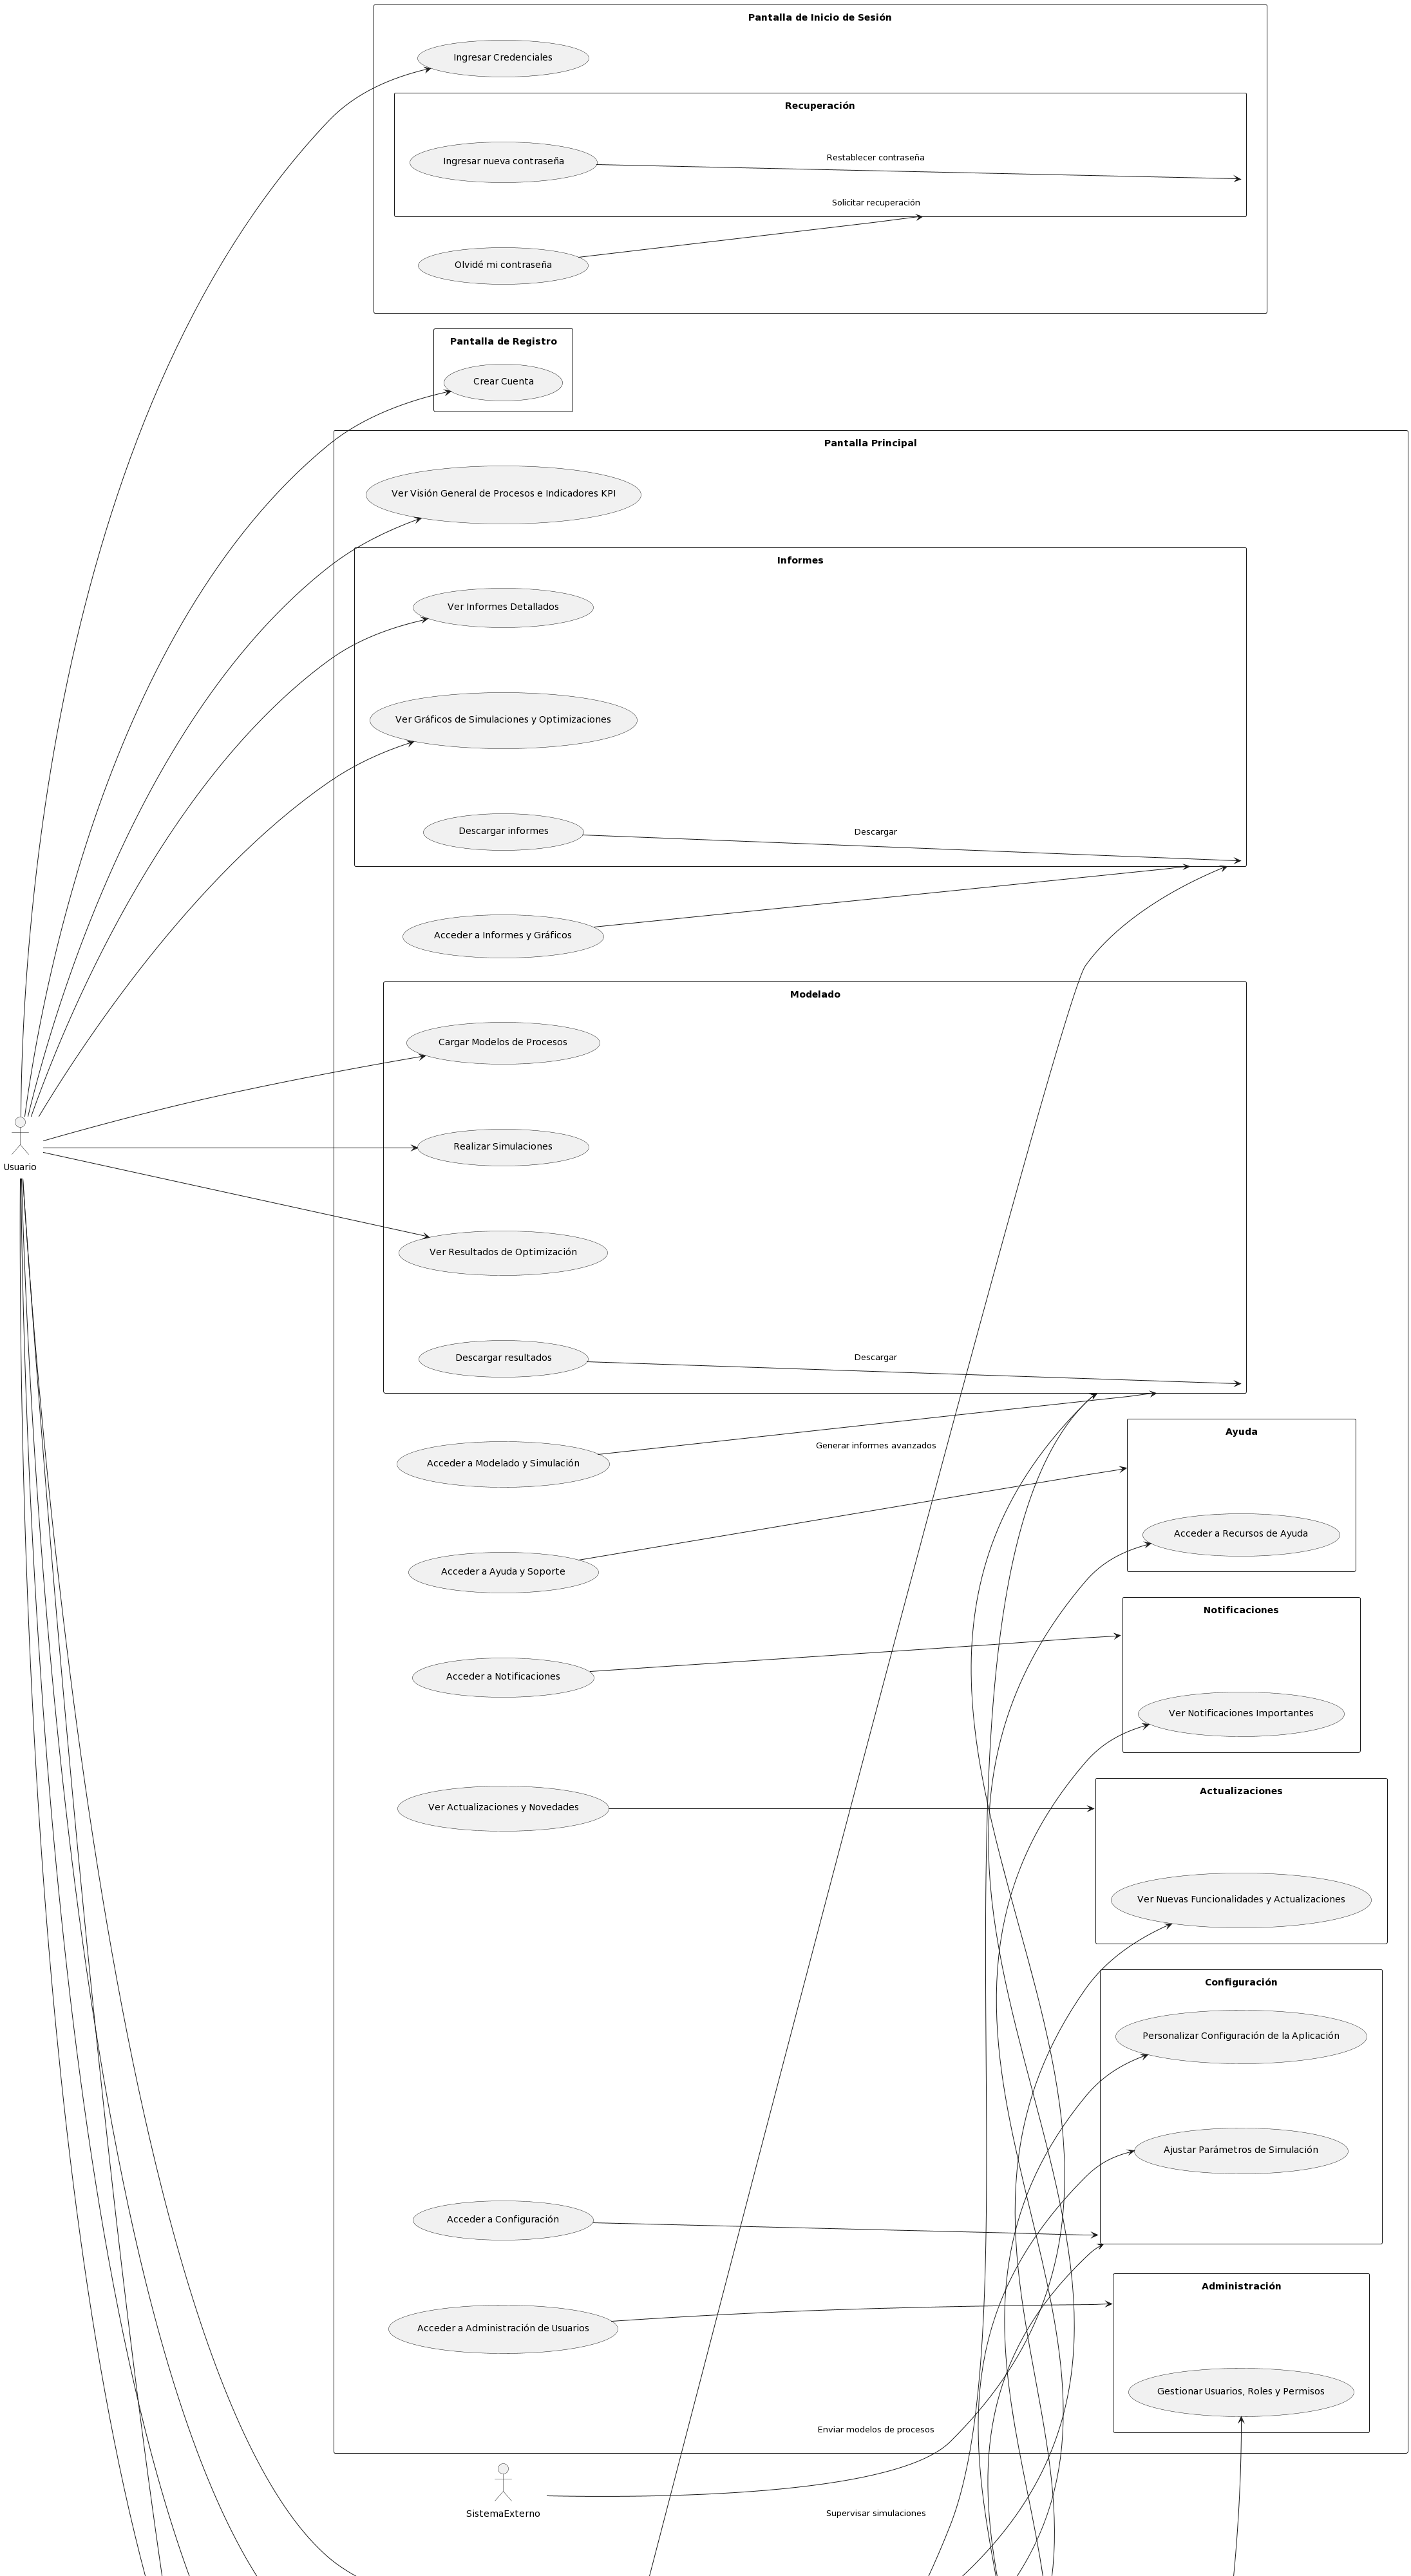 Pantalla de Inicio de Sesión
Ingresar Credenciales
Recuperación
Ingresar nueva contraseña
Restablecer contraseña
Solicitar recuperación
Olvidé mi contraseña
Pantalla de Registro
Crear Cuenta
Pantalla Principal
Ver Visión General de Procesos e Indicadores KPI
Informes
Ver Informes Detallados
Ver Gráficos de Simulaciones y Optimizaciones
Descargar informes
Descargar
Acceder a Informes y Gráficos
Modelado
Cargar Modelos de Procesos
Realizar Simulaciones
Usuario
Ver Resultados de Optimización
Descargar resultados
Descargar
Generar informes avanzados
Acceder a Modelado y Simulación
Ayuda
Acceder a Recursos de Ayuda
Acceder a Ayuda y Soporte
Notificaciones
Acceder a Notificaciones
Ver Notificaciones Importantes
Actualizaciones
Ver Actualizaciones y Novedades
Ver Nuevas Funcionalidades y Actualizaciones
Configuración
Personalizar Configuración de la Aplicación
Ajustar Parámetros de Simulación
Acceder a Configuración
Administración
Acceder a Administración de Usuarios
Gestionar Usuarios, Roles y Permisos
Enviar modelos de procesos
SistemaExterno
Supervisar simulaciones